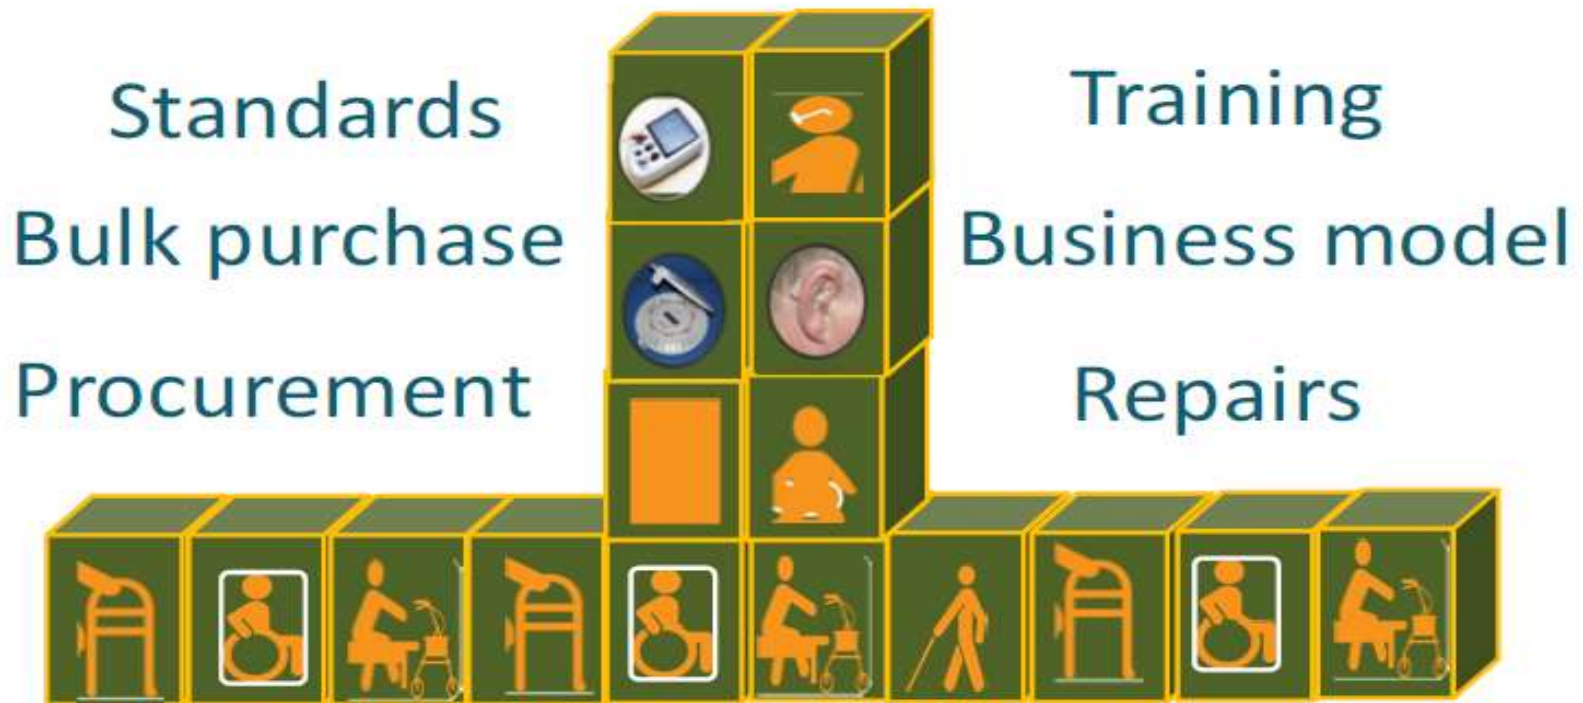 Standards
Bulk purchase
Procurement
Training
Business model
Repairs